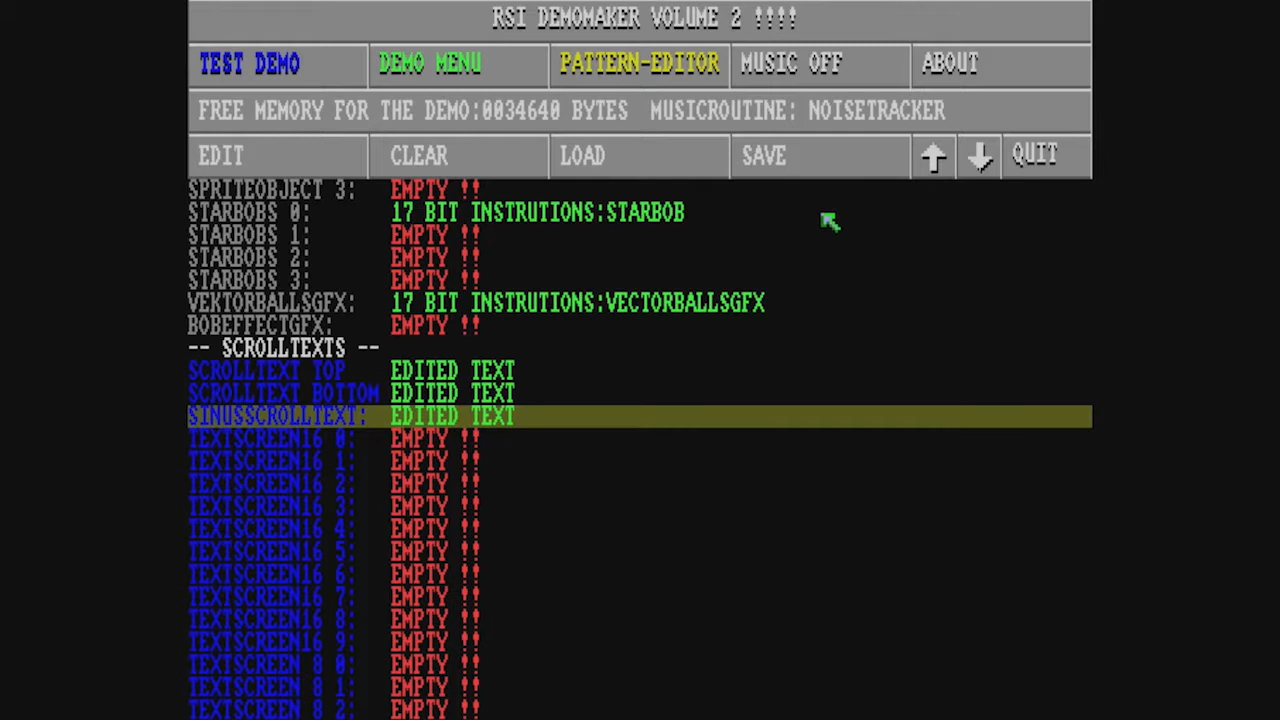 RSI DEMOMAKER VOLUME 2 !!!!
TEST DEMO DEMO MENU PATTERN-EDITOR MUSIC OFF ABOUT
FREE MEMORY FOR THE DEMO:0034640 BYTES MUSICROUTINE: NOISETRACKER
EDIT CLEAR LOAD SAVE QUIT
SPRITEOBJECT 3: EMPTY !!
STARBOBS 0: 17 BIT INSTRUTIONS:STARBOB
STARBOBS 1: EMPTY !!
STARBOBS 2: EMPTY !!
STARBOBS 3: EMPTY !!
VEKTORBALLSGFX: 17 BIT INSTRUTIONS:VECTORBALLSGFX
BOBEFFECTGFX: EMPTY !!
-- SCROLLTEXTS --
SCROLLTEXT TOP EDITED TEXT
SCROLLTEXT BOTTOM EDITED TEXT
SINUSSCROLLTEXT: EDITED TEXT
TEXTSCREEN16 0: EMPTY !!
TEXTSCREEN16 1: EMPTY !!
TEXTSCREEN16 2: EMPTY !!
TEXTSCREEN16 3: EMPTY !!
TEXTSCREEN16 4: EMPTY !!
TEXTSCREEN16 5: EMPTY !!
TEXTSCREEN16 6: EMPTY !!
TEXTSCREEN16 7: EMPTY !!
TEXTSCREEN16 8: EMPTY !!
TEXTSCREEN16 9: EMPTY !!
TEXTSCREEN 8 0: EMPTY !!
TEXTSCREEN 8 1: EMPTY !!
TEXTSCREEN 8 2: EMPTY !!